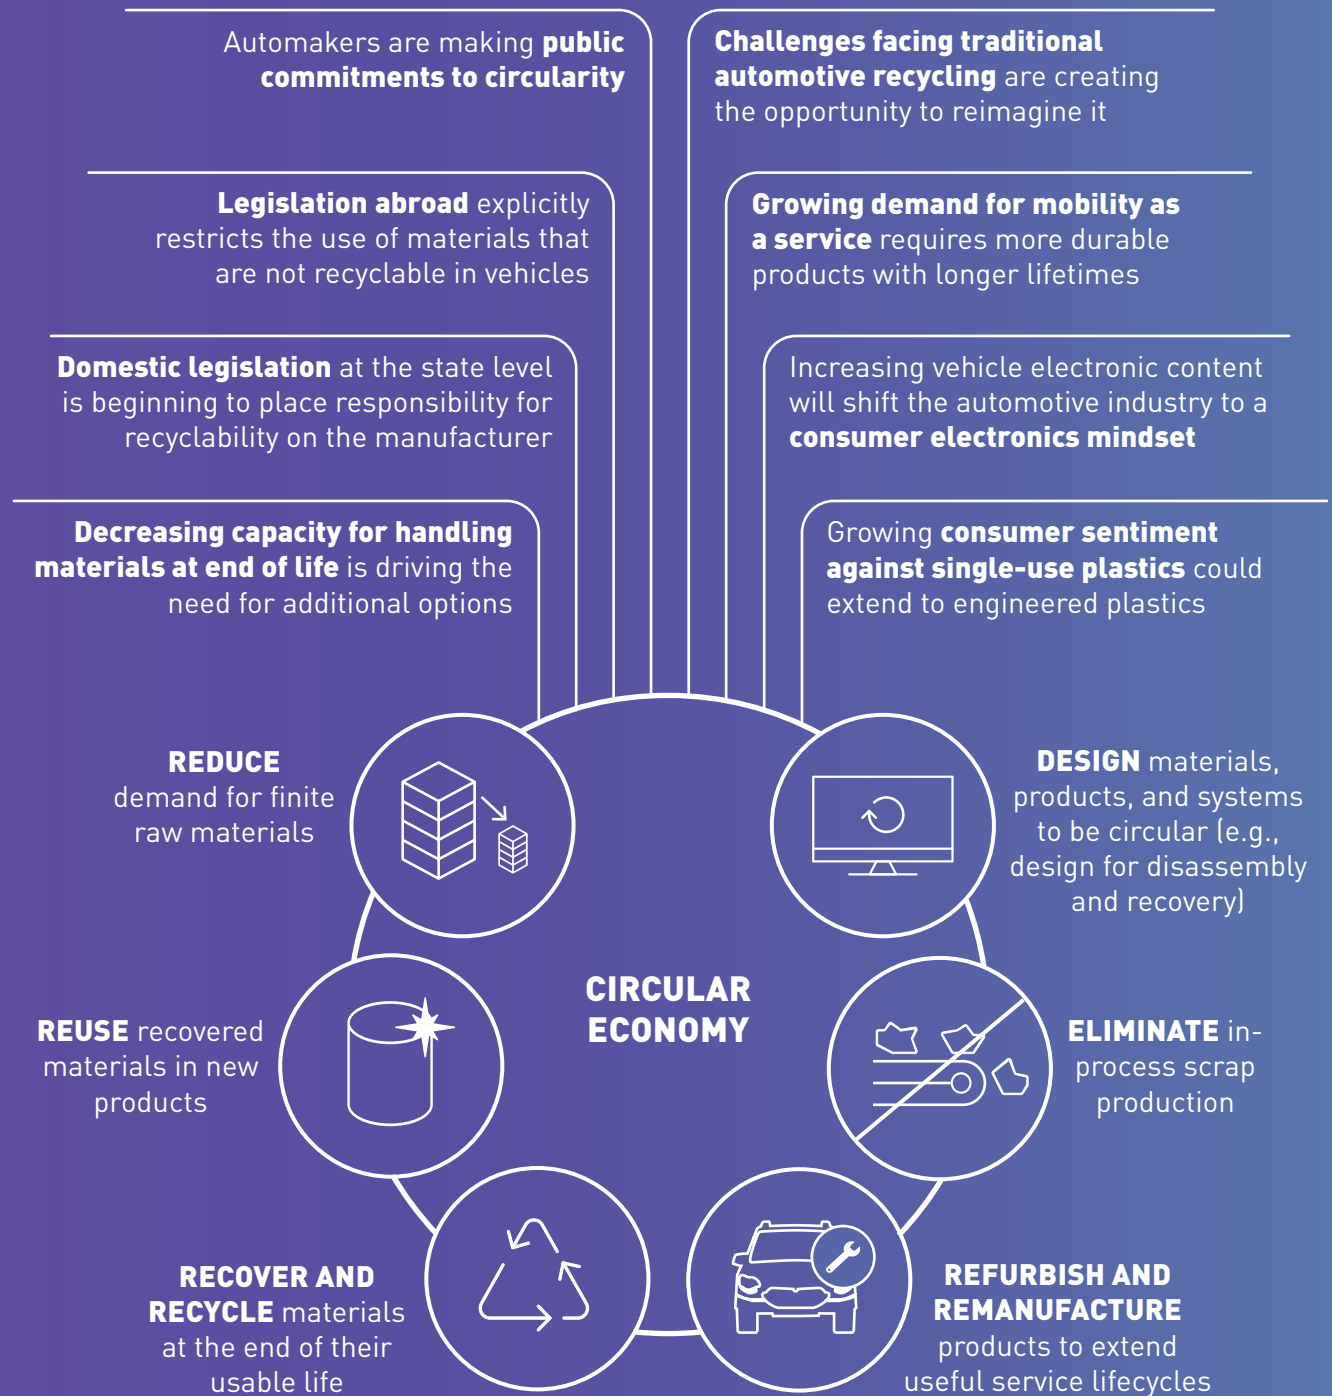 Automakers are making public
commitments to circularity
Challenges facing traditional
automotive recycling are creating
the opportunity to reimagine it
Legislation abroad explicitly
restricts the use of materials that
are not recyclable in vehicles
Growing demand for mobility as
a service requires more durable
products with longer lifetimes
Domestic legislation at the state level
is beginning to place responsibility for
recyclability on the manufacturer
Increasing vehicle electronic content
will shift the automotive industry to a
consumer electronics mindset
Decreasing capacity for handling
materials at end of life is driving the
need for additional options
Growing consumer sentiment
against single-use plastics could
extend to engineered plastics
REDUCE
demand for finite
raw materials
DESIGN materials,
products, and systems
to be circular (e.g.,
design for disassembly
and recovery)
CIRCULAR
ECONOMY
REUSE recovered
materials in new
products
ELIMINATE in-
process scrap
production
RECOVER AND
RECYCLE materials
at the end of their
usable life
REFURBISH AND
REMANUFACTURE
products to extend
useful service lifecycles